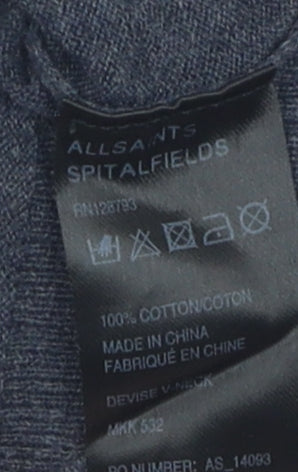 ALLSAINTS
SPITALFIELDS
RN128793
100% COTTON/COTON
MADE IN CHINA
FABRIQUÉ EN CHINE
DEVISE V-NECK
MKK 532
PO NUMBER: AS_14093